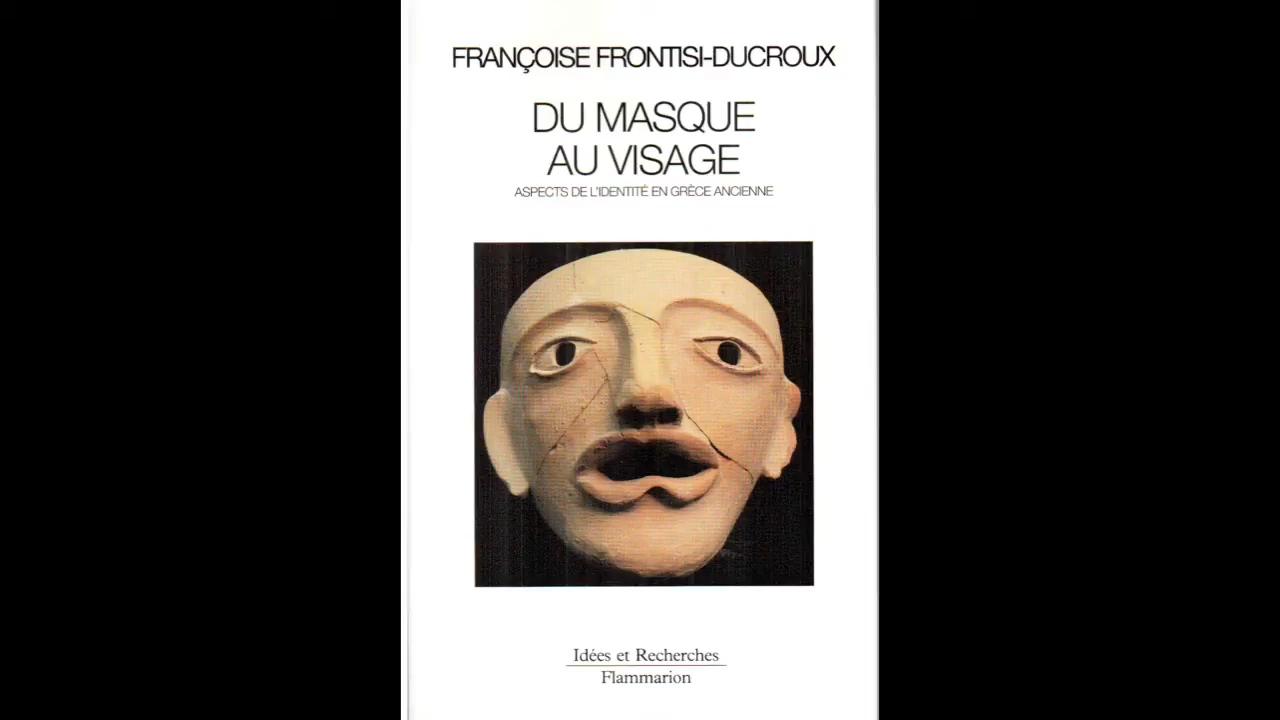 FRANÇOISE FRONTISI-DUCROUX
DU MASQUE
AU VISAGE
ASPECTS DE L'IDENTITÉ EN GRÈCE ANCIENNE
Idées et Recherches
Flammarion